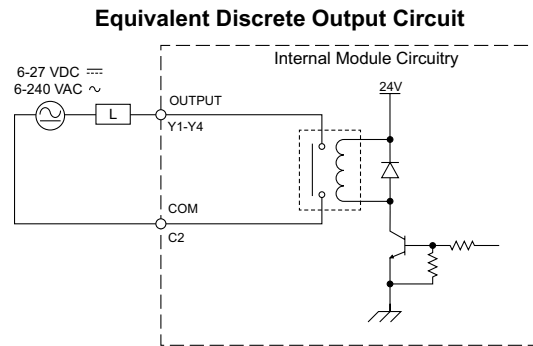 Equivalent Discrete Output Circuit
Internal Module Circuitry
6-27 VDC ⎓
6-240 VAC ∿
24V
OUTPUT
L
Y1-Y4
COM
C2